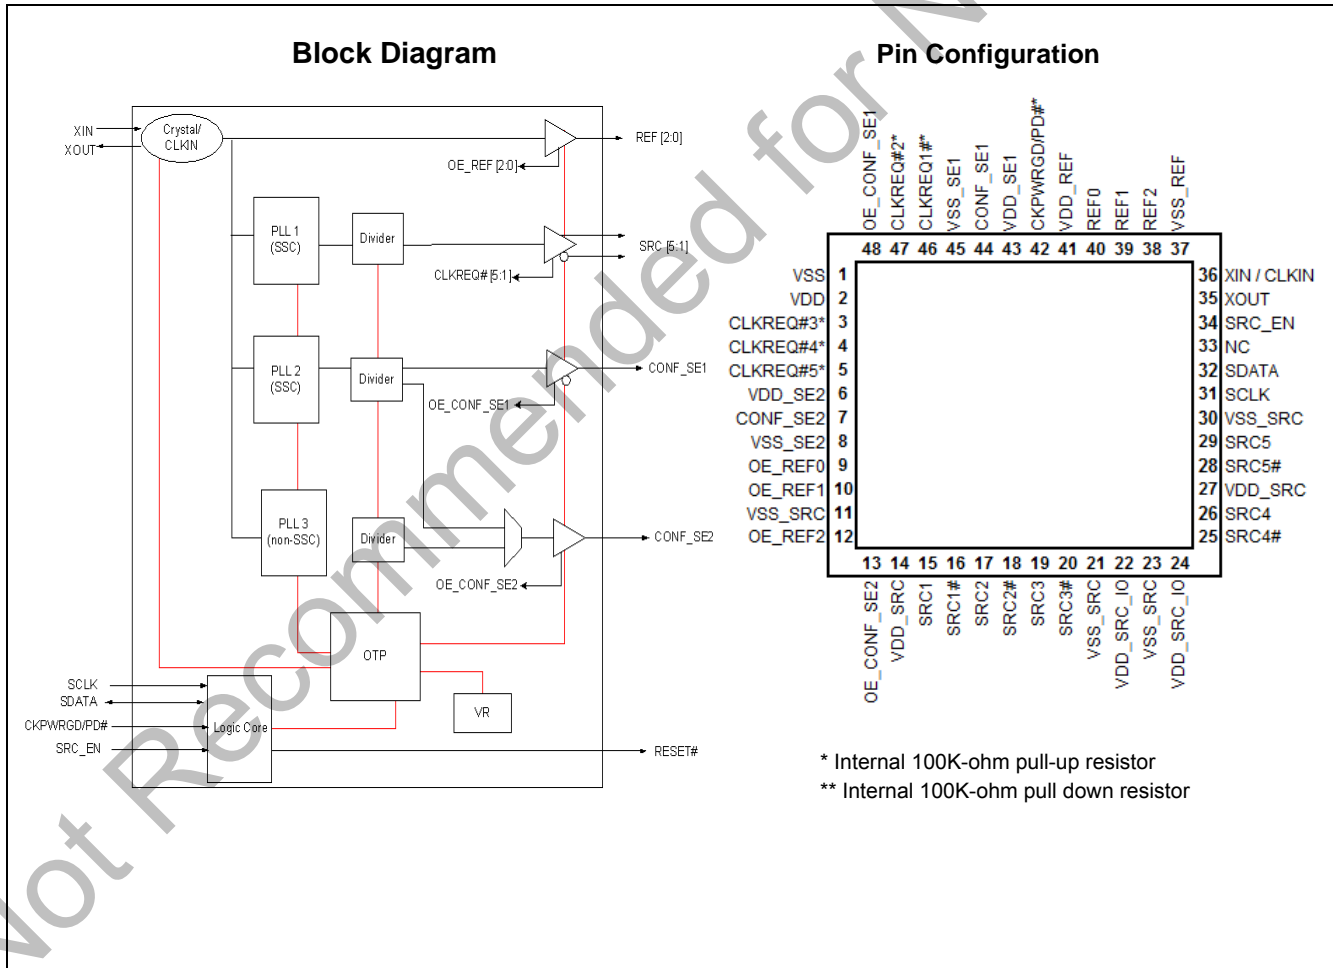 Block Diagram
XIN
XOUT
Crystal/
CLKIN
REF [2:0]
OE_REF [2:0]
PLL 1
(SSC)
Divider
SRC [5:1]
CLKREQ# [5:1]
PLL 2
(SSC)
Divider
CONF_SE1
OE_CONF_SE1
PLL 3
(non-SSC)
Divider
CONF_SE2
OE_CONF_SE2
OTP
VR
SCLK
SDATA
CKPWRGD/PD#
SRC_EN
Logic Core
RESET#
Pin Configuration
OE_CONF_SE1
CLKREQ#2*
CLKREQ1#**
VSS_SE1
CONF_SE1
VDD_SE1
CKPWRGD/PD#*
VDD_REF
REF0
REF1
REF2
VSS_REF
48 47 46 45 44 43 42 41 40 39 38 37
VSS 1
VDD 2
CLKREQ#3* 3
CLKREQ#4* 4
CLKREQ#5* 5
VDD_SE2 6
CONF_SE2 7
VSS_SE2 8
OE_REF0 9
OE_REF1 10
VSS_SRC 11
OE_REF2 12
36 XIN / CLKIN
35 XOUT
34 SRC_EN
33 NC
32 SDATA
31 SCLK
30 VSS_SRC
29 SRC5
28 SRC5#
27 VDD_SRC
26 SRC4
25 SRC4#
13 14 15 16 17 18 19 20 21 22 23 24
OE_CONF_SE2
VDD_SRC
SRC1
SRC1#
SRC2
SRC2#
SRC3
SRC3#
VSS_SRC
VDD_SRC_IO
VSS_SRC
VDD_SRC_IO
* Internal 100K-ohm pull-up resistor
** Internal 100K-ohm pull down resistor
Not Recommended for N